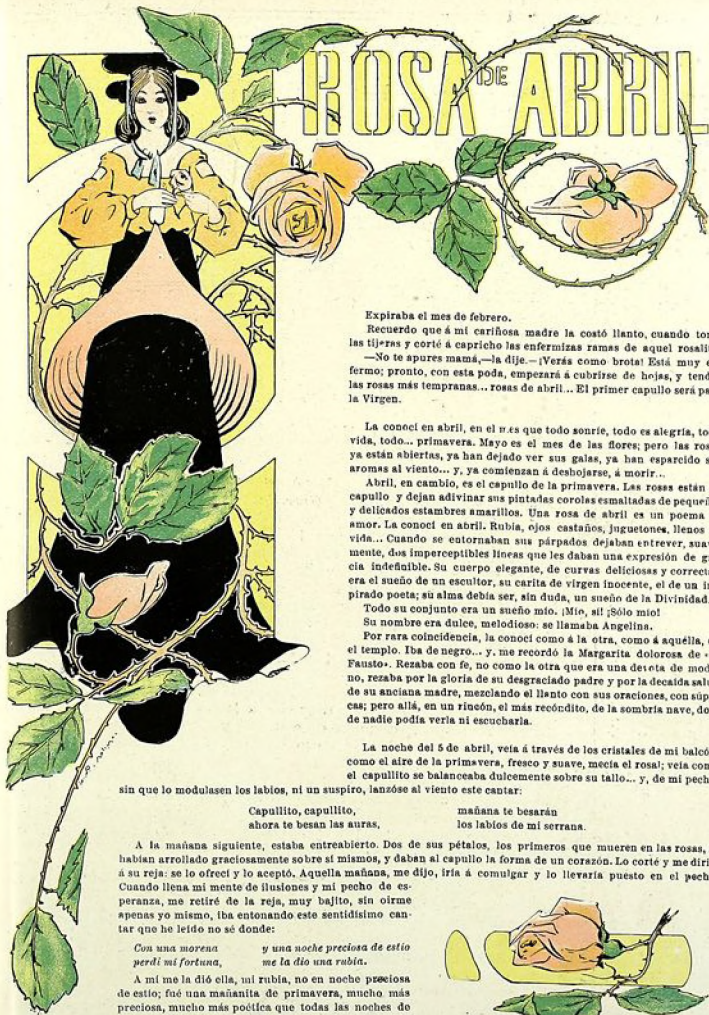 ROSA DE ABRIL
Expiraba el mes de febrero.
Recuerdo que á mi cariñosa madre la costó llanto, cuando
las tijeras y corté á capricho las enfermizas ramas de aquel
—No te apures mamá,—la dije.—¡Verás como brota! Está muy
fermo; pronto, con esta poda, empezará á cubrirse de hojas, y
las rosas más tempranas... rosas de abril... El primer capullo será
la Virgen.
La conocí en abril, en el mes que todo sonríe, todo es alegría,
vida, todo... primavera. Mayo es el mes de las flores; pero las
ya están abiertas, ya han dejado ver sus galas, ya han esparcido
aromas al viento... y, ya comienzan á deshojarse, á morir...
Abril, en cambio, es el capullo de la primavera. Las rosas están
capullo y dejan adivinar sus pintadas corolas esmaltadas de
y delicados estambres amarillos. Una rosa de abril es un poema
amor. La conocí en abril. Rubia, ojos castaños, juguetones, llenos
vida... Cuando se entornaban sus párpados dejaban entrever,
mente, dos imperceptibles líneas que les daban una expresión de
cia indefinible. Su cuerpo elegante, de curvas deliciosas y
era el sueño de un escultor, su carita de virgen inocente, el de un
pirado poeta; su alma debía ser, sin duda, un sueño de la Divinidad.
Todo su conjunto era un sueño mío. ¡Mío, sí! ¡Sólo mío!
Su nombre era dulce, melodioso: se llamaba Angelina.
Por rara coincidencia, la conocí como á la otra, como á aquélla,
el templo. Iba de negro... y, me recordó la Margarita dolorosa de
Fausto». Rezaba con fe, no como la otra que era una devota de
no, rezaba por la gloria de su desgraciado padre y por la decaída
de su anciana madre, mezclando el llanto con sus oraciones, con
cas; pero allá, en un rincón, el más recóndito, de la sombría nave,
de nadie podía verla ni escucharla.
La noche del 5 de abril, veía á través de los cristales de mi
como el aire de la primavera, fresco y suave, mecía el rosal; veía
el capullito se balanceaba dulcemente sobre su tallo... y, de mi
sin que lo modulasen los labios, ni un suspiro, lanzóse al viento este cantar:
Capullito, capullito, mañana te besarán
ahora te besan las auras, los labios de mi serrana.
A la mañana siguiente, estaba entreabierto. Dos de sus pétalos, los primeros que mueren en las rosas,
habían arrollado graciosamente sobre sí mismos, y daban al capullo la forma de un corazón. Lo corté y me
á su reja: se lo ofrecí y lo aceptó. Aquella mañana, me dijo, iría á comulgar y lo llevaría puesto en el
Cuando llena mi mente de ilusiones y mi pecho de es-
peranza, me retiré de la reja, muy bajito, sin oirme
apenas yo mismo, iba entonando este sentidísimo can-
tar que he leído no sé donde:
Con una morena y una noche preciosa de estío
perdí mi fortuna, me la dio una rubia.
A mí me la dió ella, mi rubia, no en noche preciosa
de estío; fué una mañanita de primavera, mucho más
preciosa, mucho más poética que todas las noches de